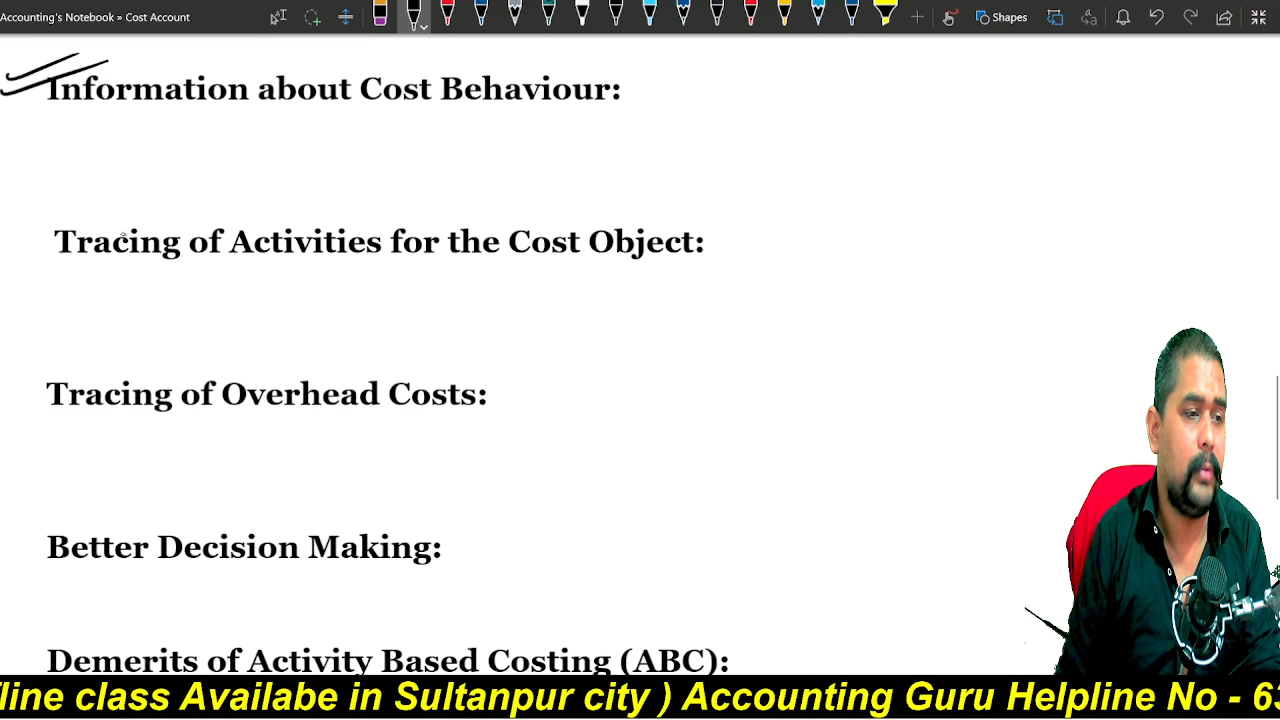 Accounting's Notebook » Cost Account
Shapes
Information about Cost Behaviour:
Tracing of Activities for the Cost Object:
Tracing of Overhead Costs:
Better Decision Making:
Demerits of Activity Based Costing (ABC):
line class Availabe in Sultanpur city ) Accounting Guru Helpline No - 63